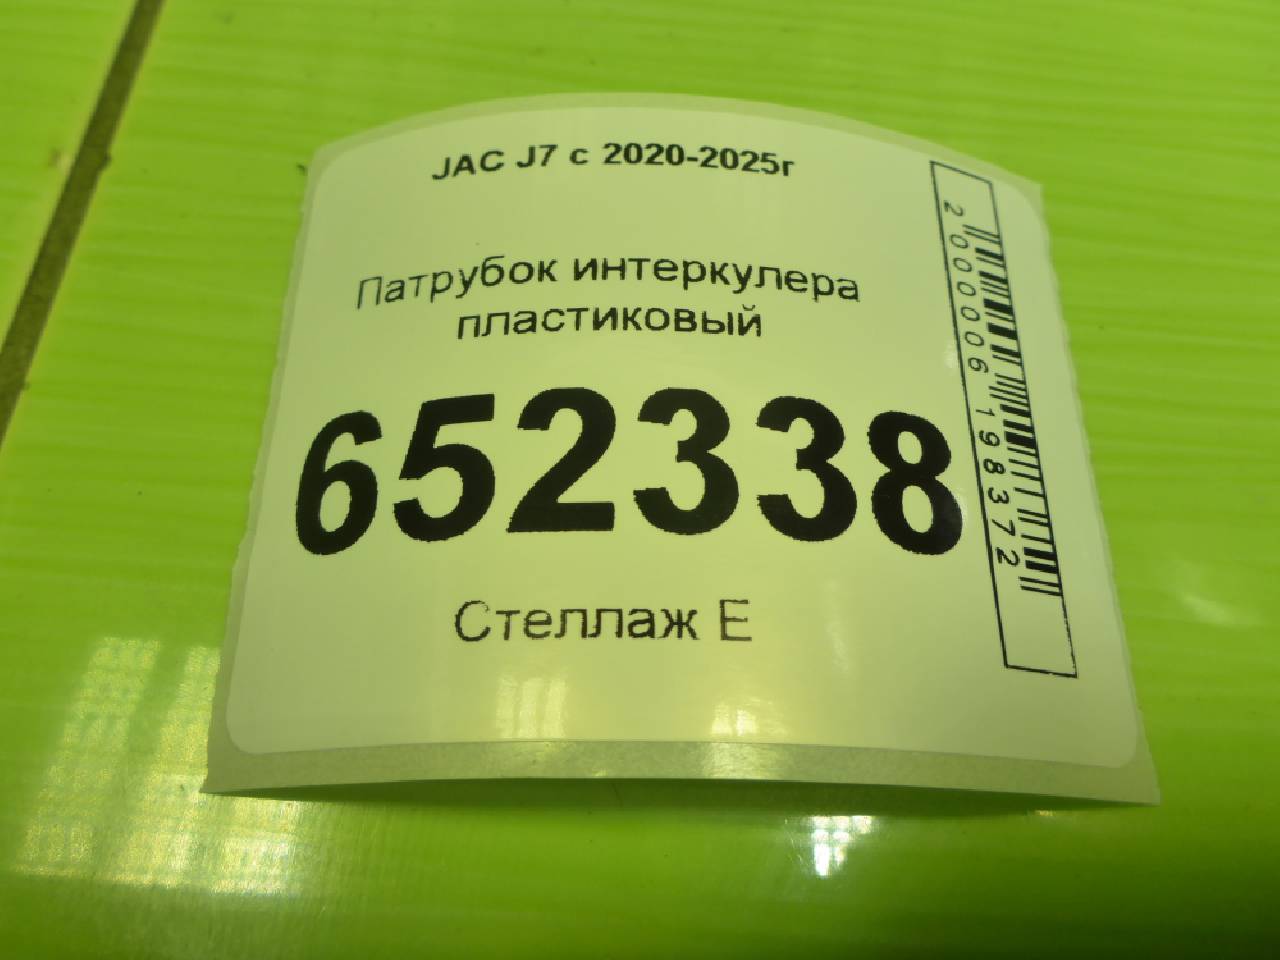 JAC J7 с 2020-2025г
Патрубок интеркулера
пластиковый
652338
Стеллаж Е
2000006198372